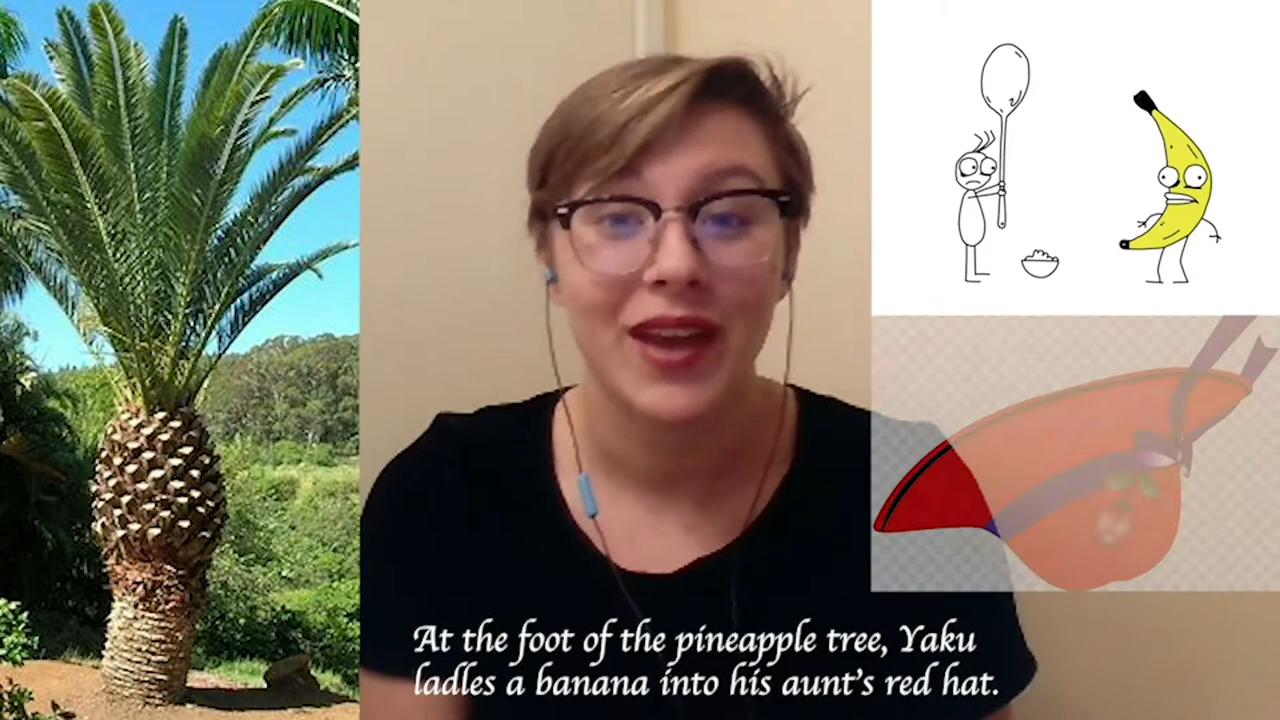 At the foot of the pineapple tree, Yaku
ladles a banana into his aunt's red hat.